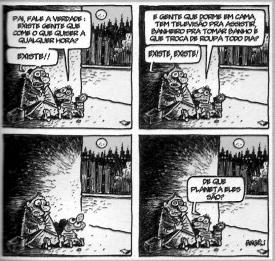 PAI, FALE A VERDADE:
EXISTE GENTE QUE
COME O QUE QUISER A
QUALQUER HORA?
EXISTE!!
E GENTE QUE DORME EM CAMA,
TEM TELEVISÃO PRA ASSISTIR,
BANHEIRO PRA TOMAR BANHO E
QUE TROCA DE ROUPA TODO DIA?
EXISTE, EXISTE!
DE QUE
PLANETA ELES
SÃO?
ANGELI